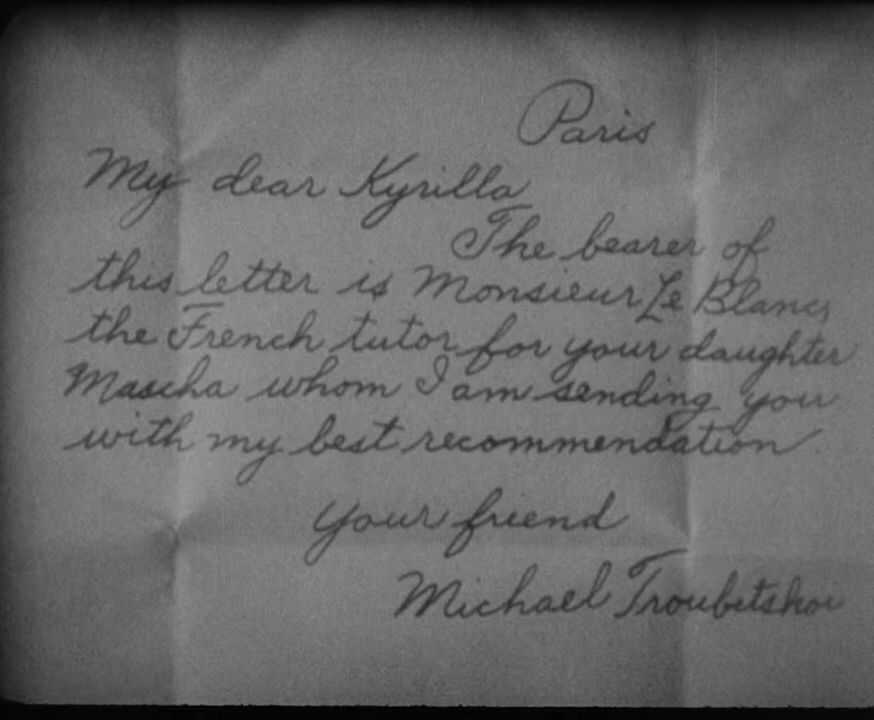 Paris
My dear Kyrilla
The bearer of
this letter is Monsieur Le Blanc,
the French tutor for your daughter
Mascha whom I am sending you
with my best recommendation
Your friend
Michael Troubetskoi